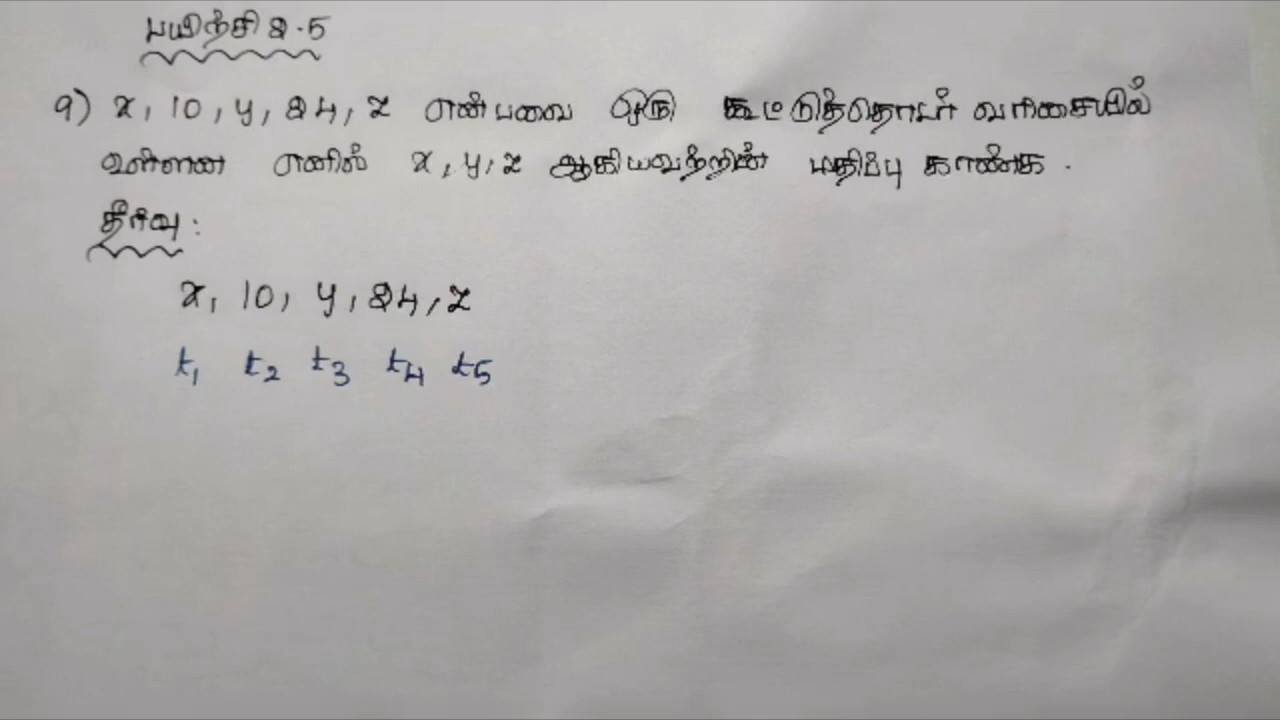 பயிற்சி 2.5
9) x, 10, y, 24, z என்பவை ஒரு கூட்டுத்தொடர் வரிசையில்
உள்ளன எனில் x, y, z ஆகியவற்றின் மதிப்பு காண்க .
தீர்வு :
x, 10, y, 24, z
t₁ t₂ t₃ t₄ t₅